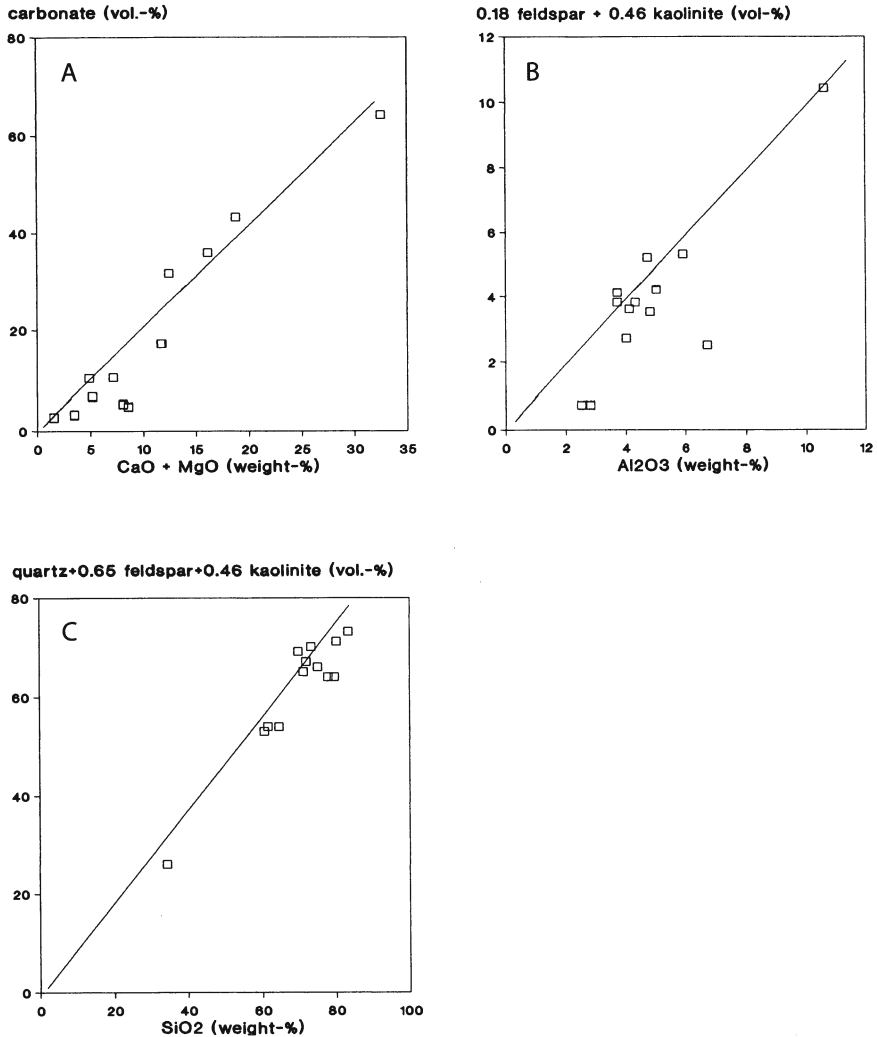 carbonate (vol.-%)
80
60
40
20
0
A
0 5 10 15 20 25 30 35
CaO + MgO (weight-%)
0.18 feldspar + 0.46 kaolinite (vol-%)
12
10
8
6
4
2
0
B
0 2 4 6 8 10 12
Al2O3 (weight-%)
quartz+0.65 feldspar+0.46 kaolinite (vol.-%)
80
60
40
20
0
C
0 20 40 60 80 100
SiO2 (weight-%)